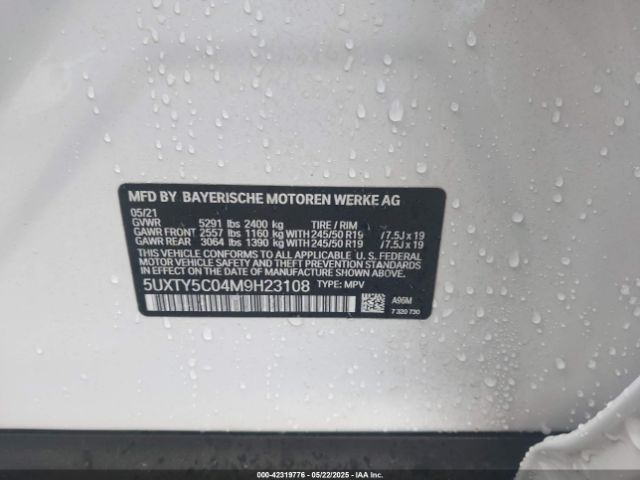 MFD BY BAYERISCHE MOTOREN WERKE AG
05/21
GVWR 5291 lbs 2400 kg TIRE / RIM
GAWR FRONT 2557 lbs 1160 kg WITH 245/50 R19 / 7.5J x 19
GAWR REAR 3064 lbs 1390 kg WITH 245/50 R19 / 7.5J x 19
THIS VEHICLE CONFORMS TO ALL APPLICABLE U.S. FEDERAL
MOTOR VEHICLE SAFETY, BUMPER, AND THEFT PREVENTION
STANDARDS IN EFFECT ON THE DATE OF MANUFACTURE SHOWN ABOVE.
5UXTY5C04M9H23108 TYPE: MPV
A96M
7 320 730
000-42319776 - 05/22/2025 - IAA Inc.